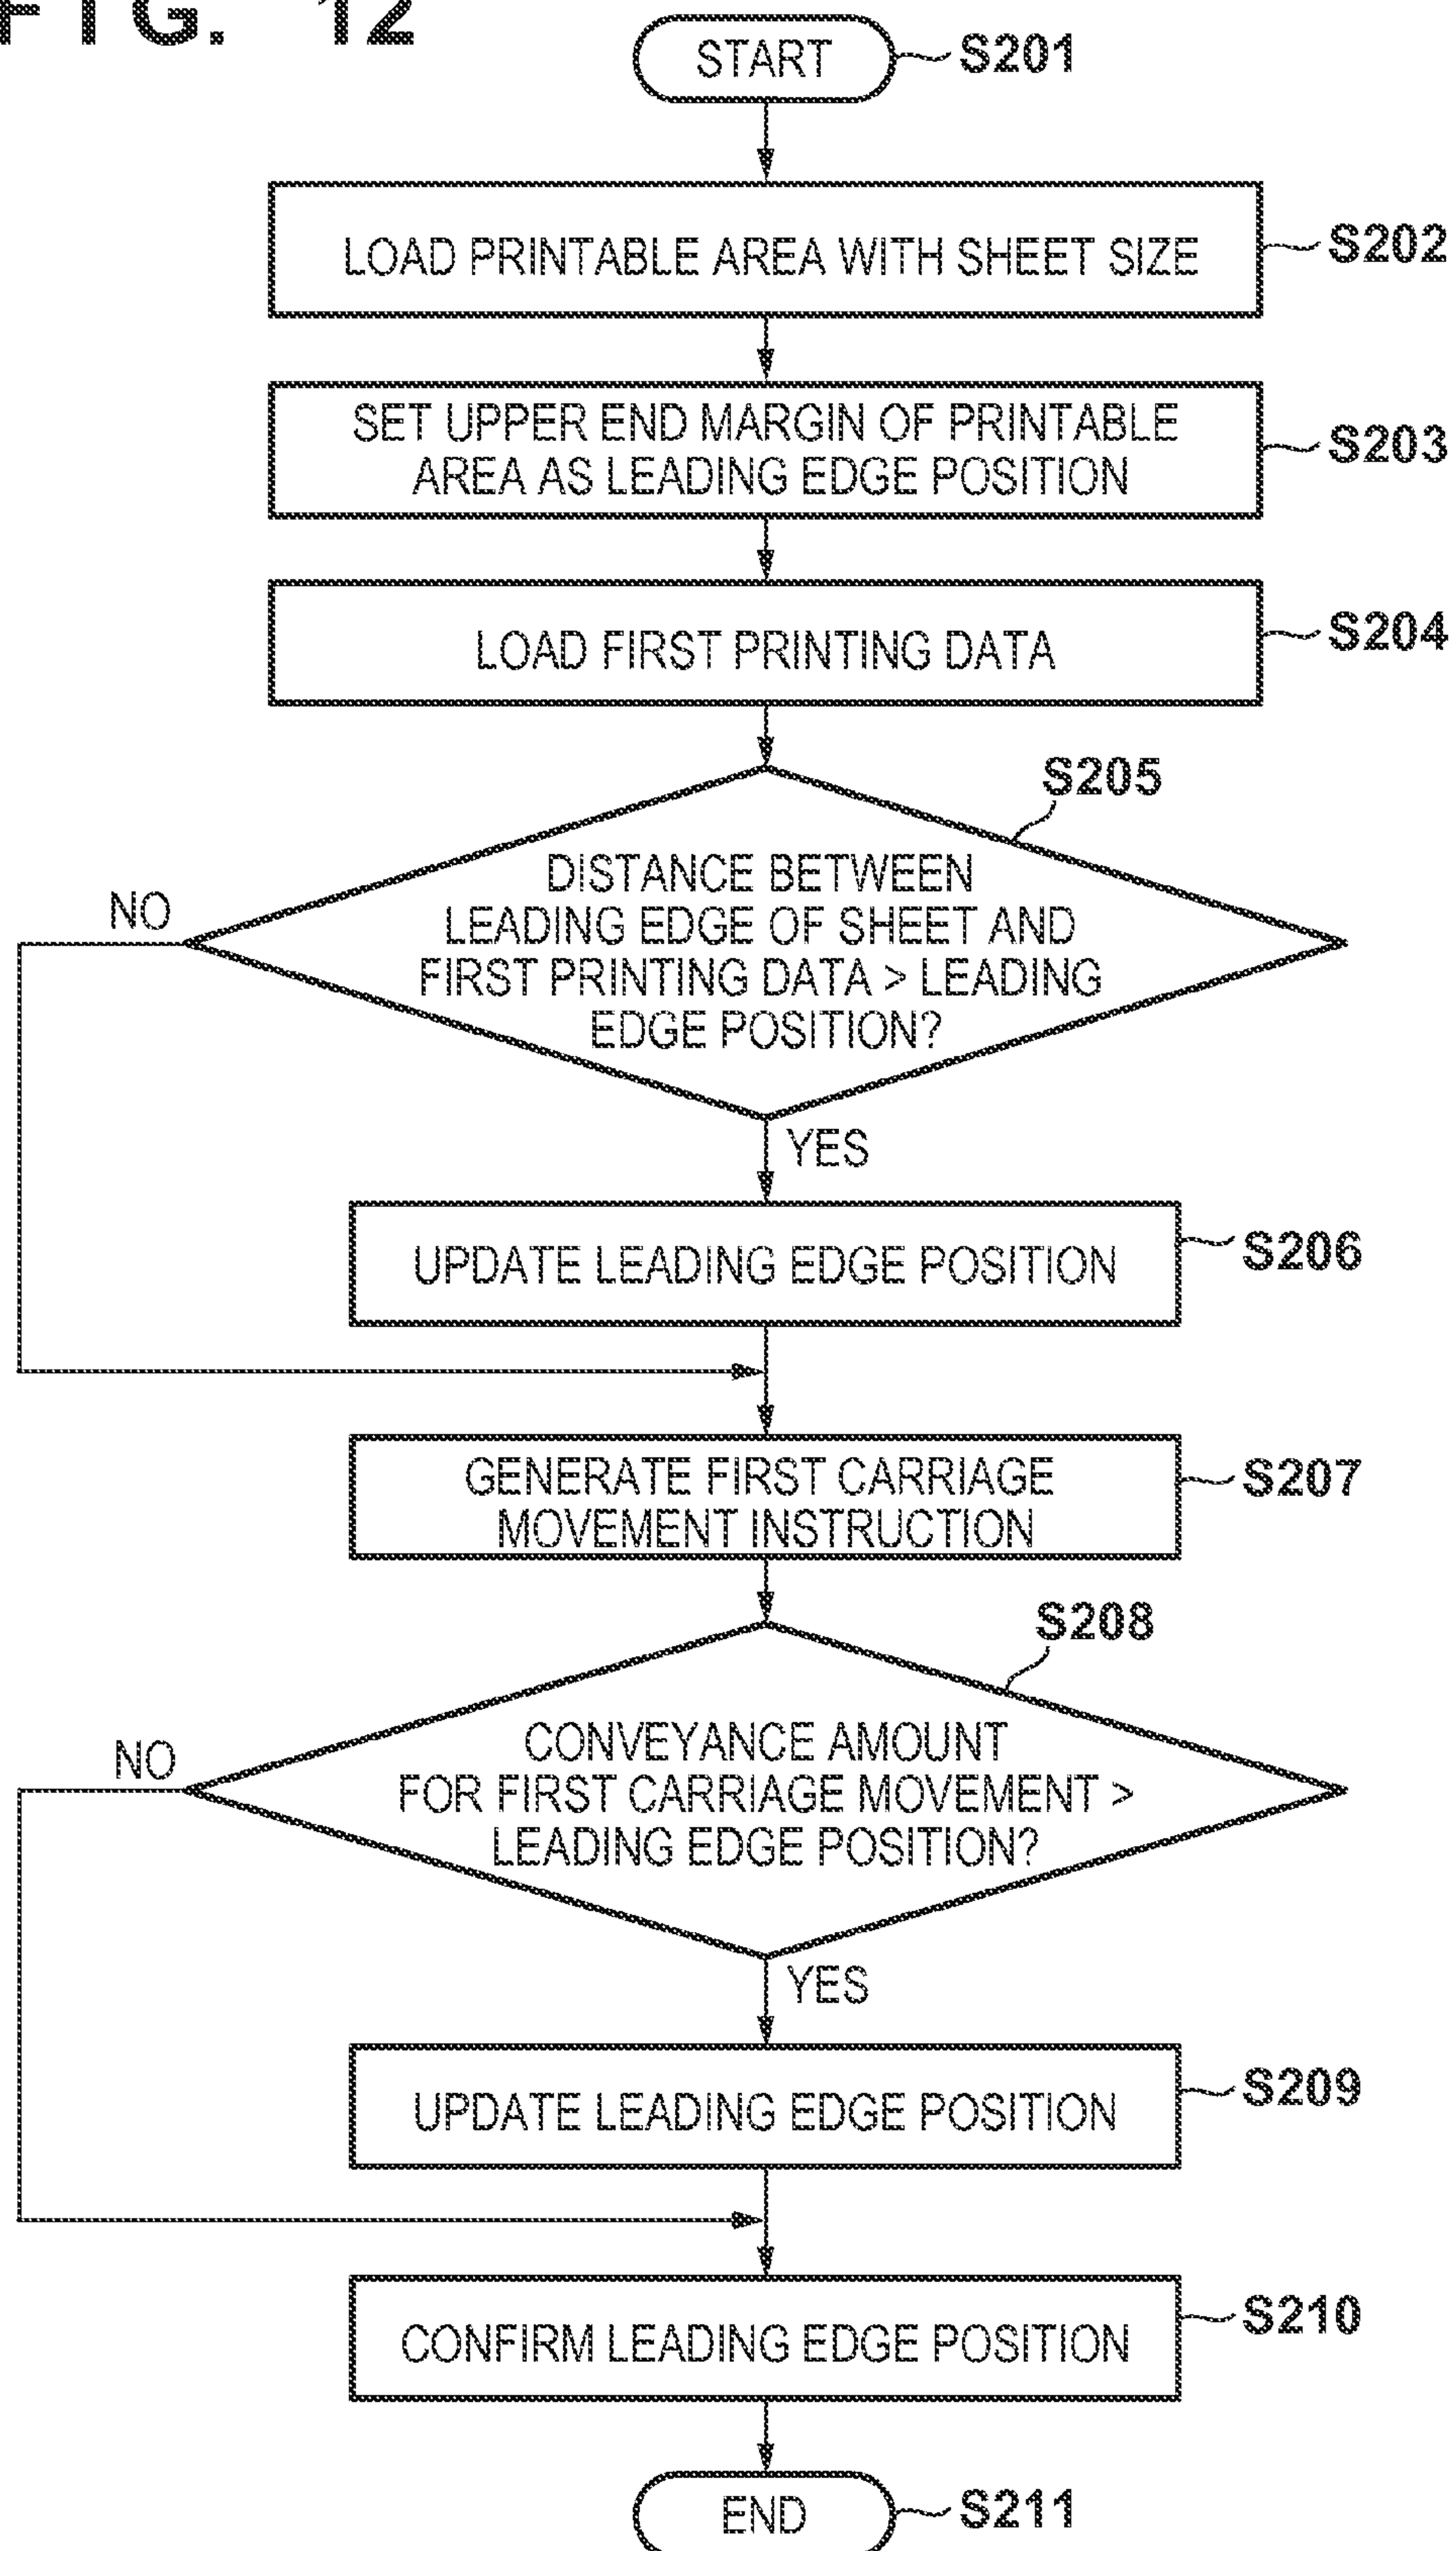 FIG. 12
START
S201
LOAD PRINTABLE AREA WITH SHEET SIZE
S202
SET UPPER END MARGIN OF PRINTABLE
AREA AS LEADING EDGE POSITION
S203
LOAD FIRST PRINTING DATA
S204
S205
DISTANCE BETWEEN
LEADING EDGE OF SHEET AND
FIRST PRINTING DATA > LEADING
EDGE POSITION?
NO
YES
UPDATE LEADING EDGE POSITION
S206
GENERATE FIRST CARRIAGE
MOVEMENT INSTRUCTION
S207
S208
CONVEYANCE AMOUNT
FOR FIRST CARRIAGE MOVEMENT >
LEADING EDGE POSITION?
NO
YES
UPDATE LEADING EDGE POSITION
S209
CONFIRM LEADING EDGE POSITION
S210
END
S211